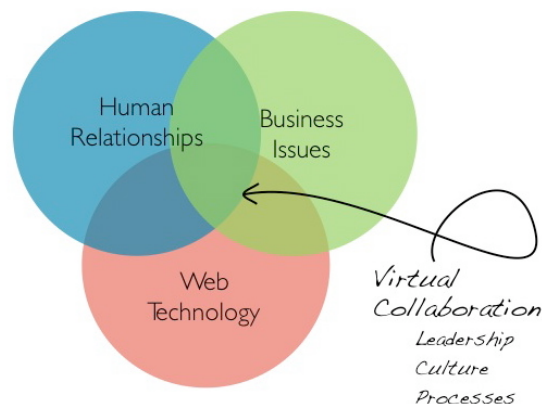 Human
Relationships
Business
Issues
Web
Technology
Virtual
Collaboration
Leadership
Culture
Processes